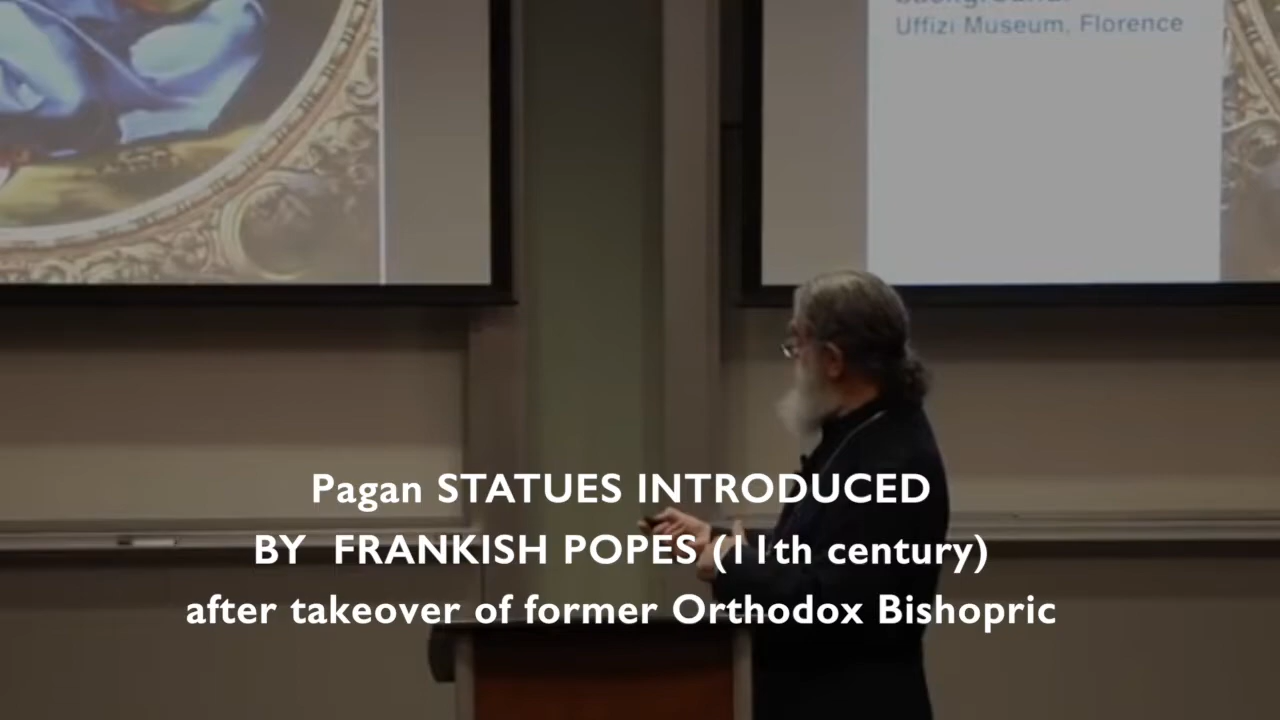 Uffizi Museum, Florence
Pagan STATUES INTRODUCED
BY FRANKISH POPES (11th century)
after takeover of former Orthodox Bishopric